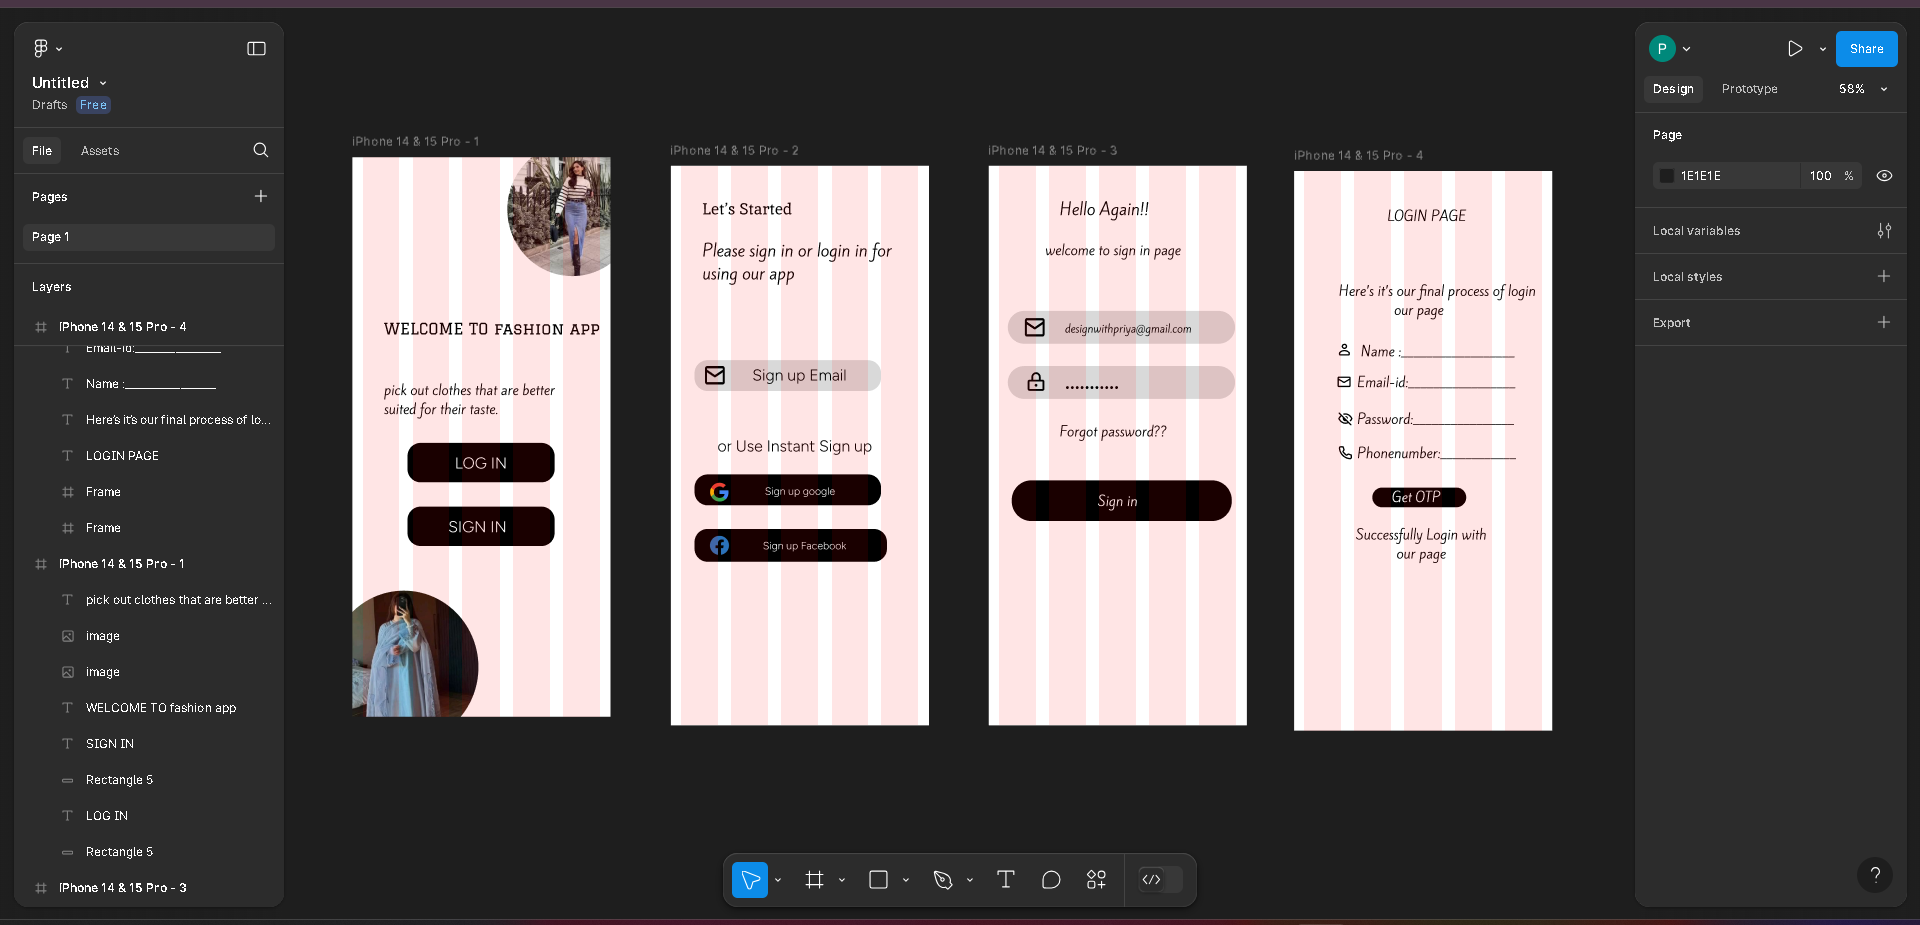 Untitled
Drafts Free
File Assets
Pages
Page 1
Layers
iPhone 14 & 15 Pro - 4
Email-id:______________
Name :_______________
Here's it's our final process of lo...
LOGIN PAGE
Frame
Frame
iPhone 14 & 15 Pro - 1
pick out clothes that are better ...
image
image
WELCOME TO fashion app
SIGN IN
Rectangle 5
LOG IN
Rectangle 5
iPhone 14 & 15 Pro - 3
iPhone 14 & 15 Pro - 1
WELCOME TO FASHION APP
pick out clothes that are better
suited for their taste.
LOG IN
SIGN IN
iPhone 14 & 15 Pro - 2
Let's Started
Please sign in or login in for
using our app
Sign up Email
or Use Instant Sign up
Sign up google
Sign up Facebook
iPhone 14 & 15 Pro - 3
Hello Again!!
welcome to sign in page
designwithpriya@gmail.com
...........
Forgot password??
Sign in
iPhone 14 & 15 Pro - 4
LOGIN PAGE
Here's it's our final process of login
our page
Name :_______________
Email-id:______________
Password:_____________
Phonenumber:__________
Get OTP
Successfully Login with
our page
P
Share
Design Prototype 58%
Page
1E1E1E 100 %
Local variables
Local styles
Export
?